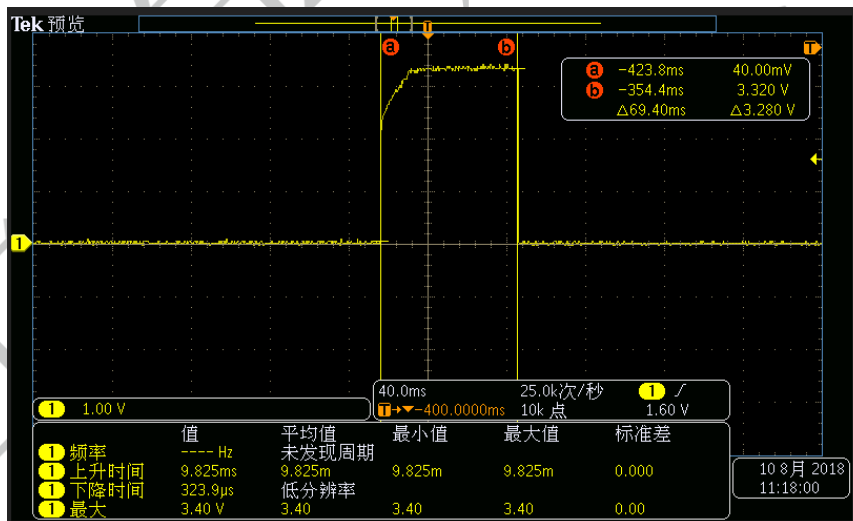 Tek 预览
T
a b T
a -423.8ms 40.00mV
b -354.4ms 3.320 V
△69.40ms △3.280 V
1
40.0ms 25.0k次/秒 1 /
T→▼-400.0000ms 10k 点 1.60 V
1 1.00 V
值 平均值 最小值 最大值 标准差
1 频率 ---- Hz 未发现周期
1 上升时间 9.825ms 9.825m 9.825m 9.825m 0.000
1 下降时间 323.9µs 低分辨率
1 最大 3.40 V 3.40 3.40 3.40 0.00
10 8月 2018
11:18:00